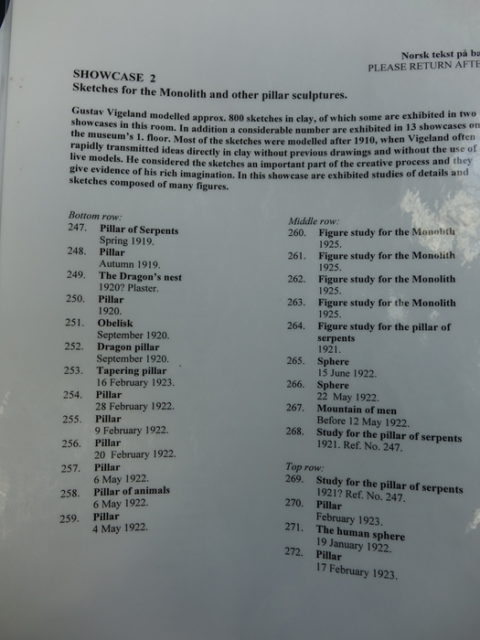 Norsk tekst på
PLEASE RETURN
SHOWCASE 2
Sketches for the Monolith and other pillar sculptures.
Gustav Vigeland modelled approx. 800 sketches in clay, of which some are exhibited in two
showcases in this room. In addition a considerable number are exhibited in 13 showcases on
the museum's 1. floor. Most of the sketches were modelled after 1910, when Vigeland often
rapidly transmitted ideas directly in clay without previous drawings and without the use of
live models. He considered the sketches an important part of the creative process and they
give evidence of his rich imagination. In this showcase are exhibited studies of details and
sketches composed of many figures.
Bottom row:
247. Pillar of Serpents
Spring 1919.
248. Pillar
Autumn 1919.
249. The Dragon's nest
1920? Plaster.
250. Pillar
1920.
251. Obelisk
September 1920.
252. Dragon pillar
September 1920.
253. Tapering pillar
16 February 1923.
254. Pillar
28 February 1922.
255. Pillar
9 February 1922.
256. Pillar
20 February 1922.
257. Pillar
6 May 1922.
258. Pillar of animals
6 May 1922.
259. Pillar
4 May 1922.
Middle row:
260. Figure study for the Monolith
1925.
261. Figure study for the Monolith
1925.
262. Figure study for the Monolith
1925.
263. Figure study for the Monolith
1925.
264. Figure study for the pillar of
serpents
1921.
265. Sphere
15 June 1922.
266. Sphere
22 May 1922.
267. Mountain of men
Before 12 May 1922.
268. Study for the pillar of serpents
1921. Ref. No. 247.
Top row:
269. Study for the pillar of serpents
1921? Ref. No. 247.
270. Pillar
February 1923.
271. The human sphere
19 January 1922.
272. Pillar
17 February 1923.